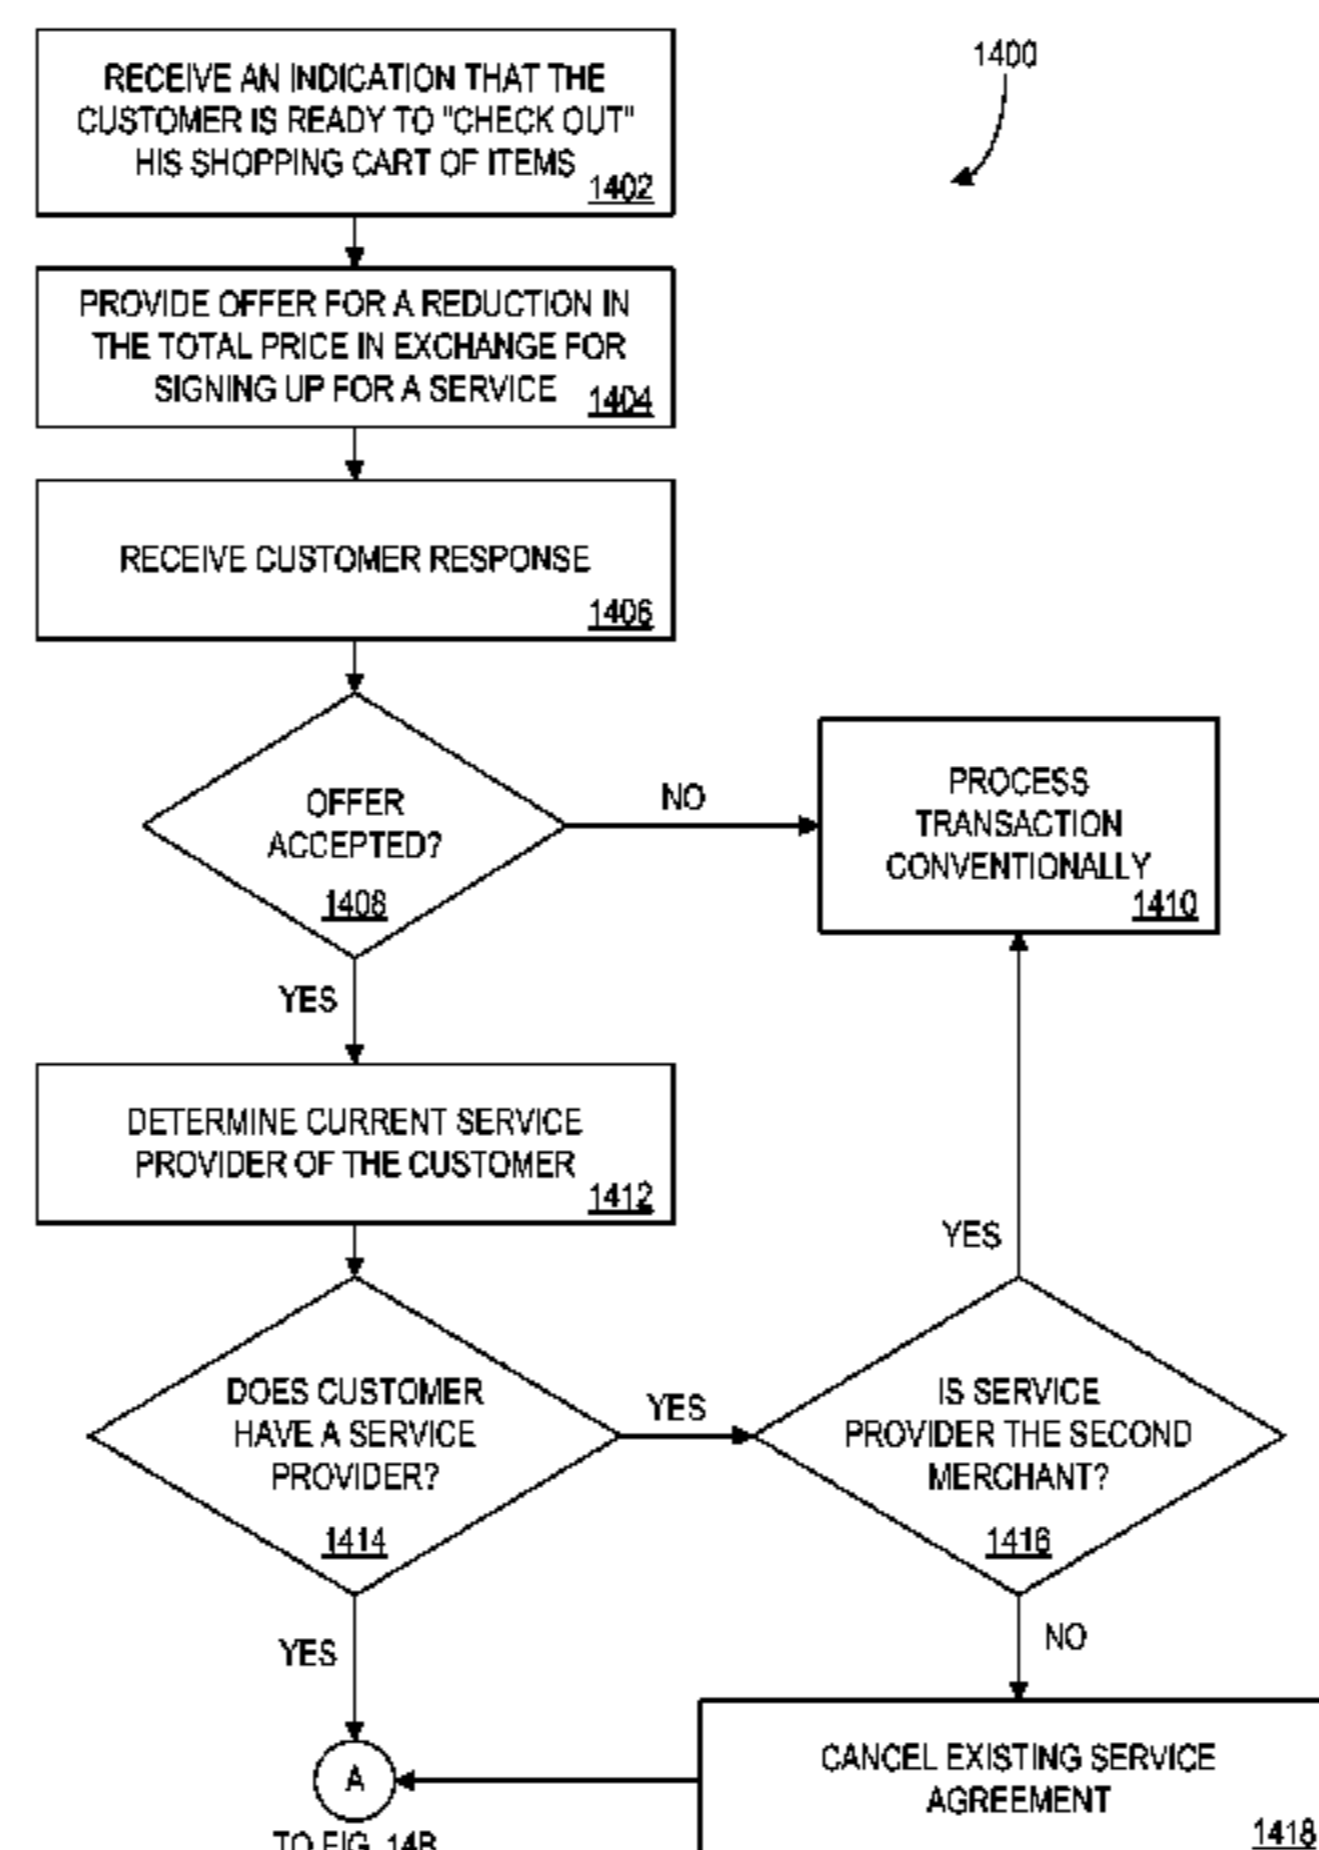 1400
RECEIVE AN INDICATION THAT THE
CUSTOMER IS READY TO "CHECK OUT"
HIS SHOPPING CART OF ITEMS
1402
PROVIDE OFFER FOR A REDUCTION IN
THE TOTAL PRICE IN EXCHANGE FOR
SIGNING UP FOR A SERVICE
1404
RECEIVE CUSTOMER RESPONSE
1406
OFFER
ACCEPTED?
1408
NO
PROCESS
TRANSACTION
CONVENTIONALLY
1410
YES
DETERMINE CURRENT SERVICE
PROVIDER OF THE CUSTOMER
1412
YES
DOES CUSTOMER
HAVE A SERVICE
PROVIDER?
1414
YES
IS SERVICE
PROVIDER THE SECOND
MERCHANT?
1416
YES
NO
A
TO FIG. 14B
CANCEL EXISTING SERVICE
AGREEMENT
1418